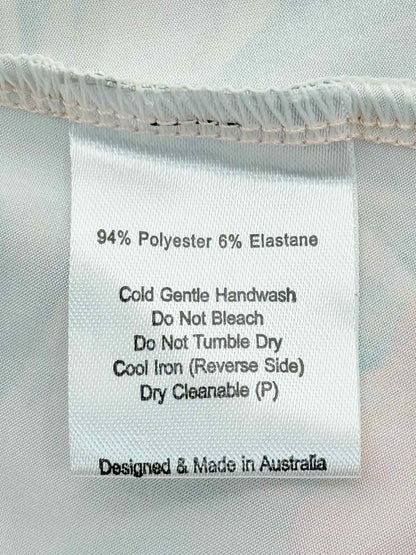 94% Polyester 6% Elastane
Cold Gentle Handwash
Do Not Bleach
Do Not Tumble Dry
Cool Iron (Reverse Side)
Dry Cleanable (P)
Designed & Made in Australia